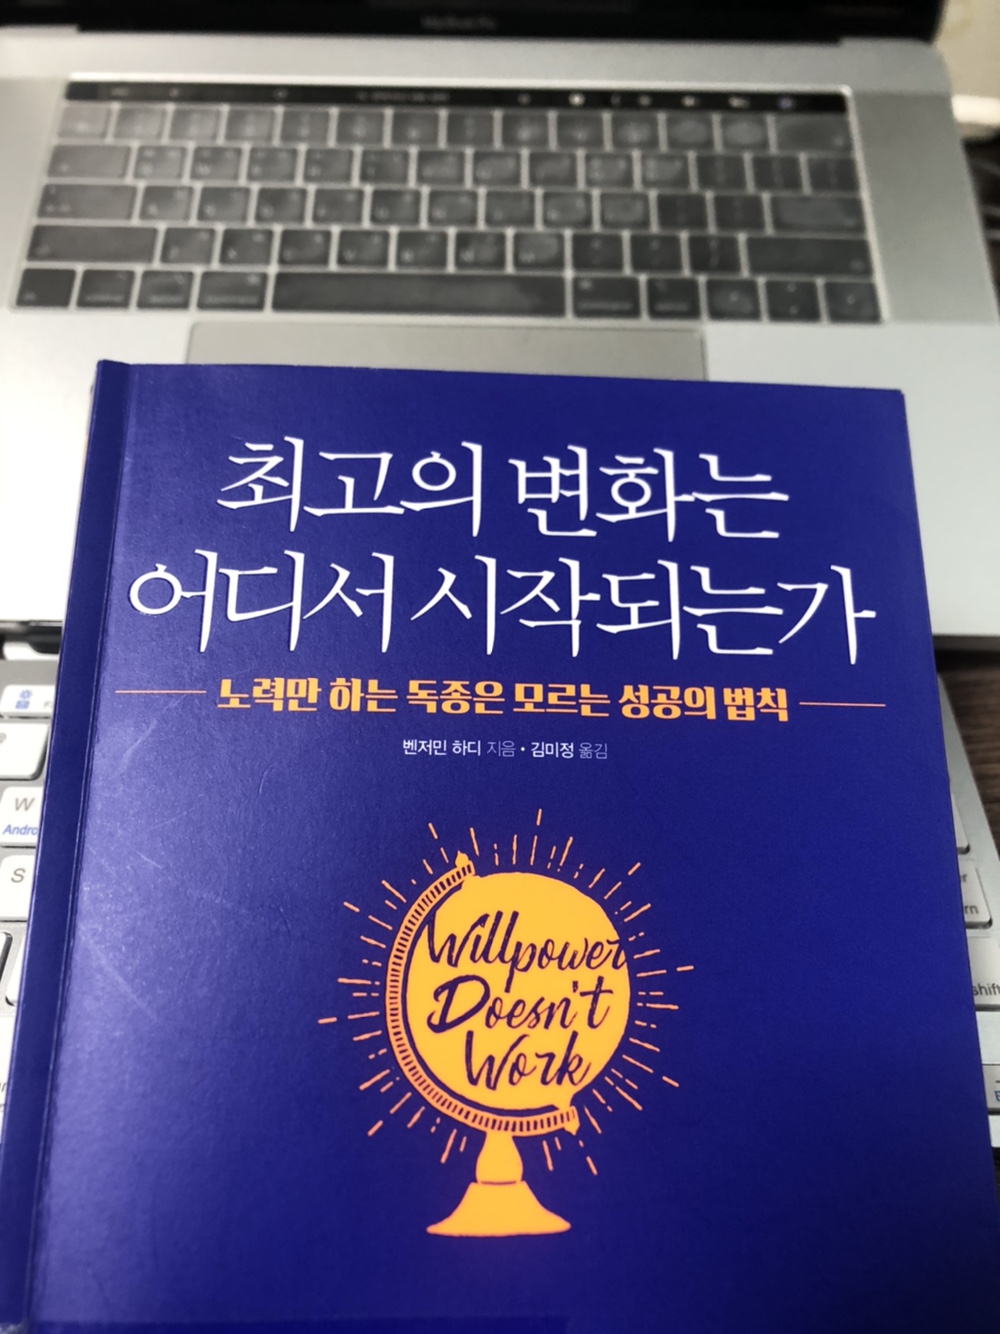 최고의 변화는
어디서 시작되는가
노력만 하는 독종은 모르는 성공의 법칙
벤저민 하디 지음 • 김미정 옮김
Willpower
Doesn't
Work
W
Andro
S
shift